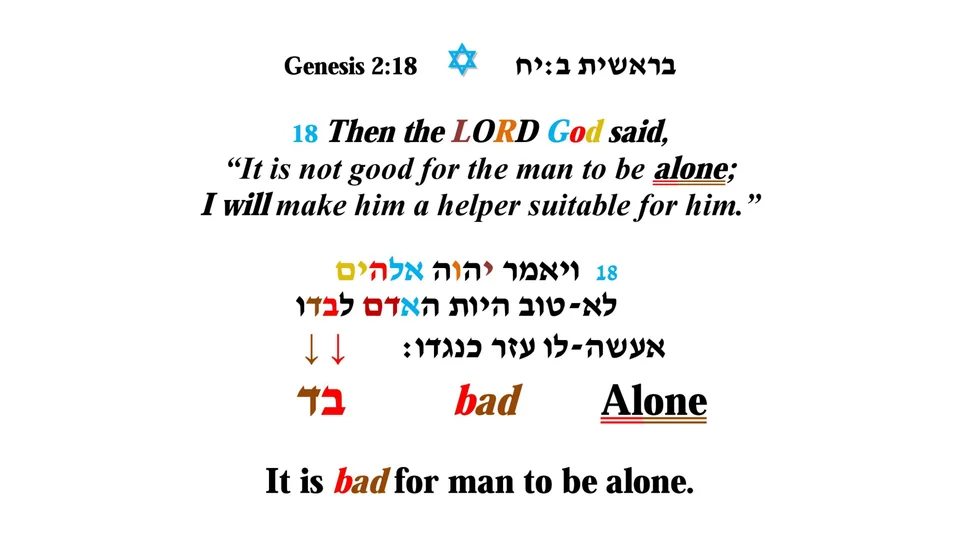 Genesis 2:18 ✡ בראשית ב:יח
18 Then the LORD God said,
“It is not good for the man to be alone;
I will make him a helper suitable for him.”
18 ויאמר יהוה אלהים
לא-טוב היות האדם לבדו
אעשה-לו עזר כנגדו:
↓↓
בד bad Alone
It is bad for man to be alone.